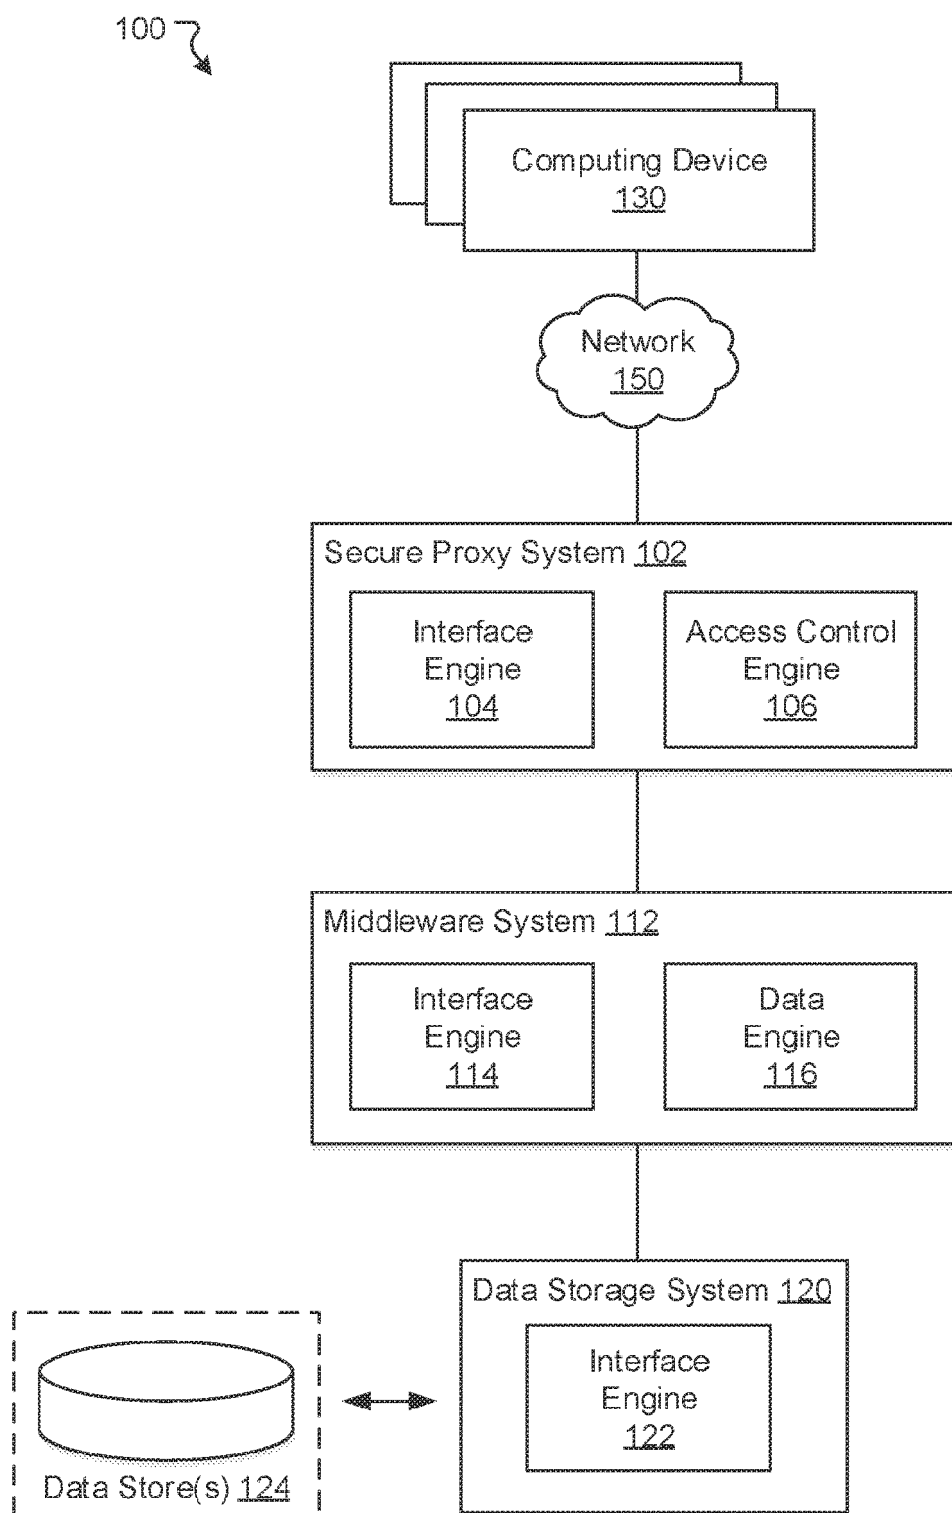 100
Computing Device
130
Network
150
Secure Proxy System 102
Interface
Engine
104
Access Control
Engine
106
Middleware System 112
Interface
Engine
114
Data
Engine
116
Data Storage System 120
Interface
Engine
122
Data Store(s) 124